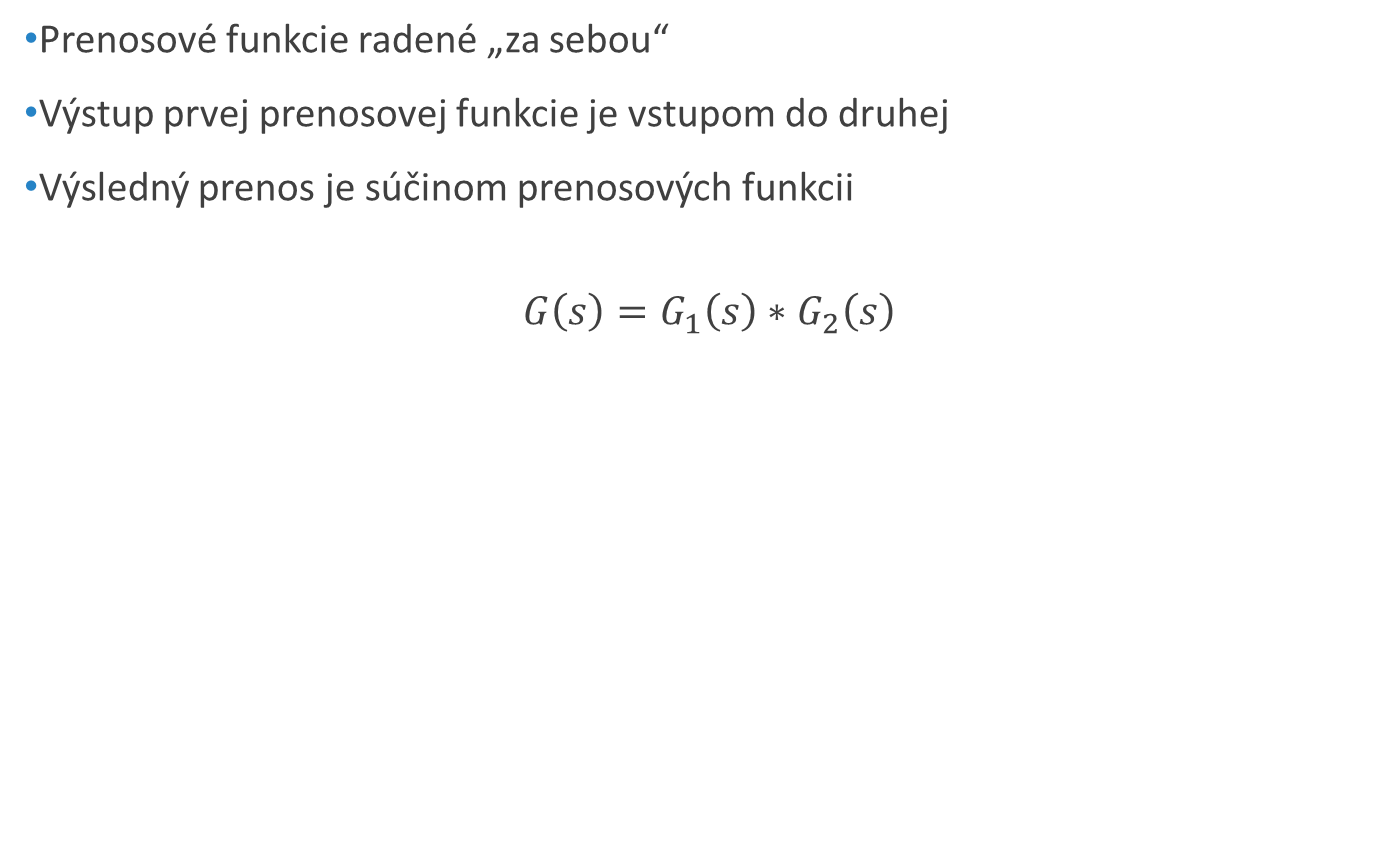 •Prenosové funkcie radené „za sebou“
•Výstup prvej prenosovej funkcie je vstupom do druhej
•Výsledný prenos je súčinom prenosových funkcii
𝐺(𝑠) = 𝐺₁(𝑠) ∗ 𝐺₂(𝑠)